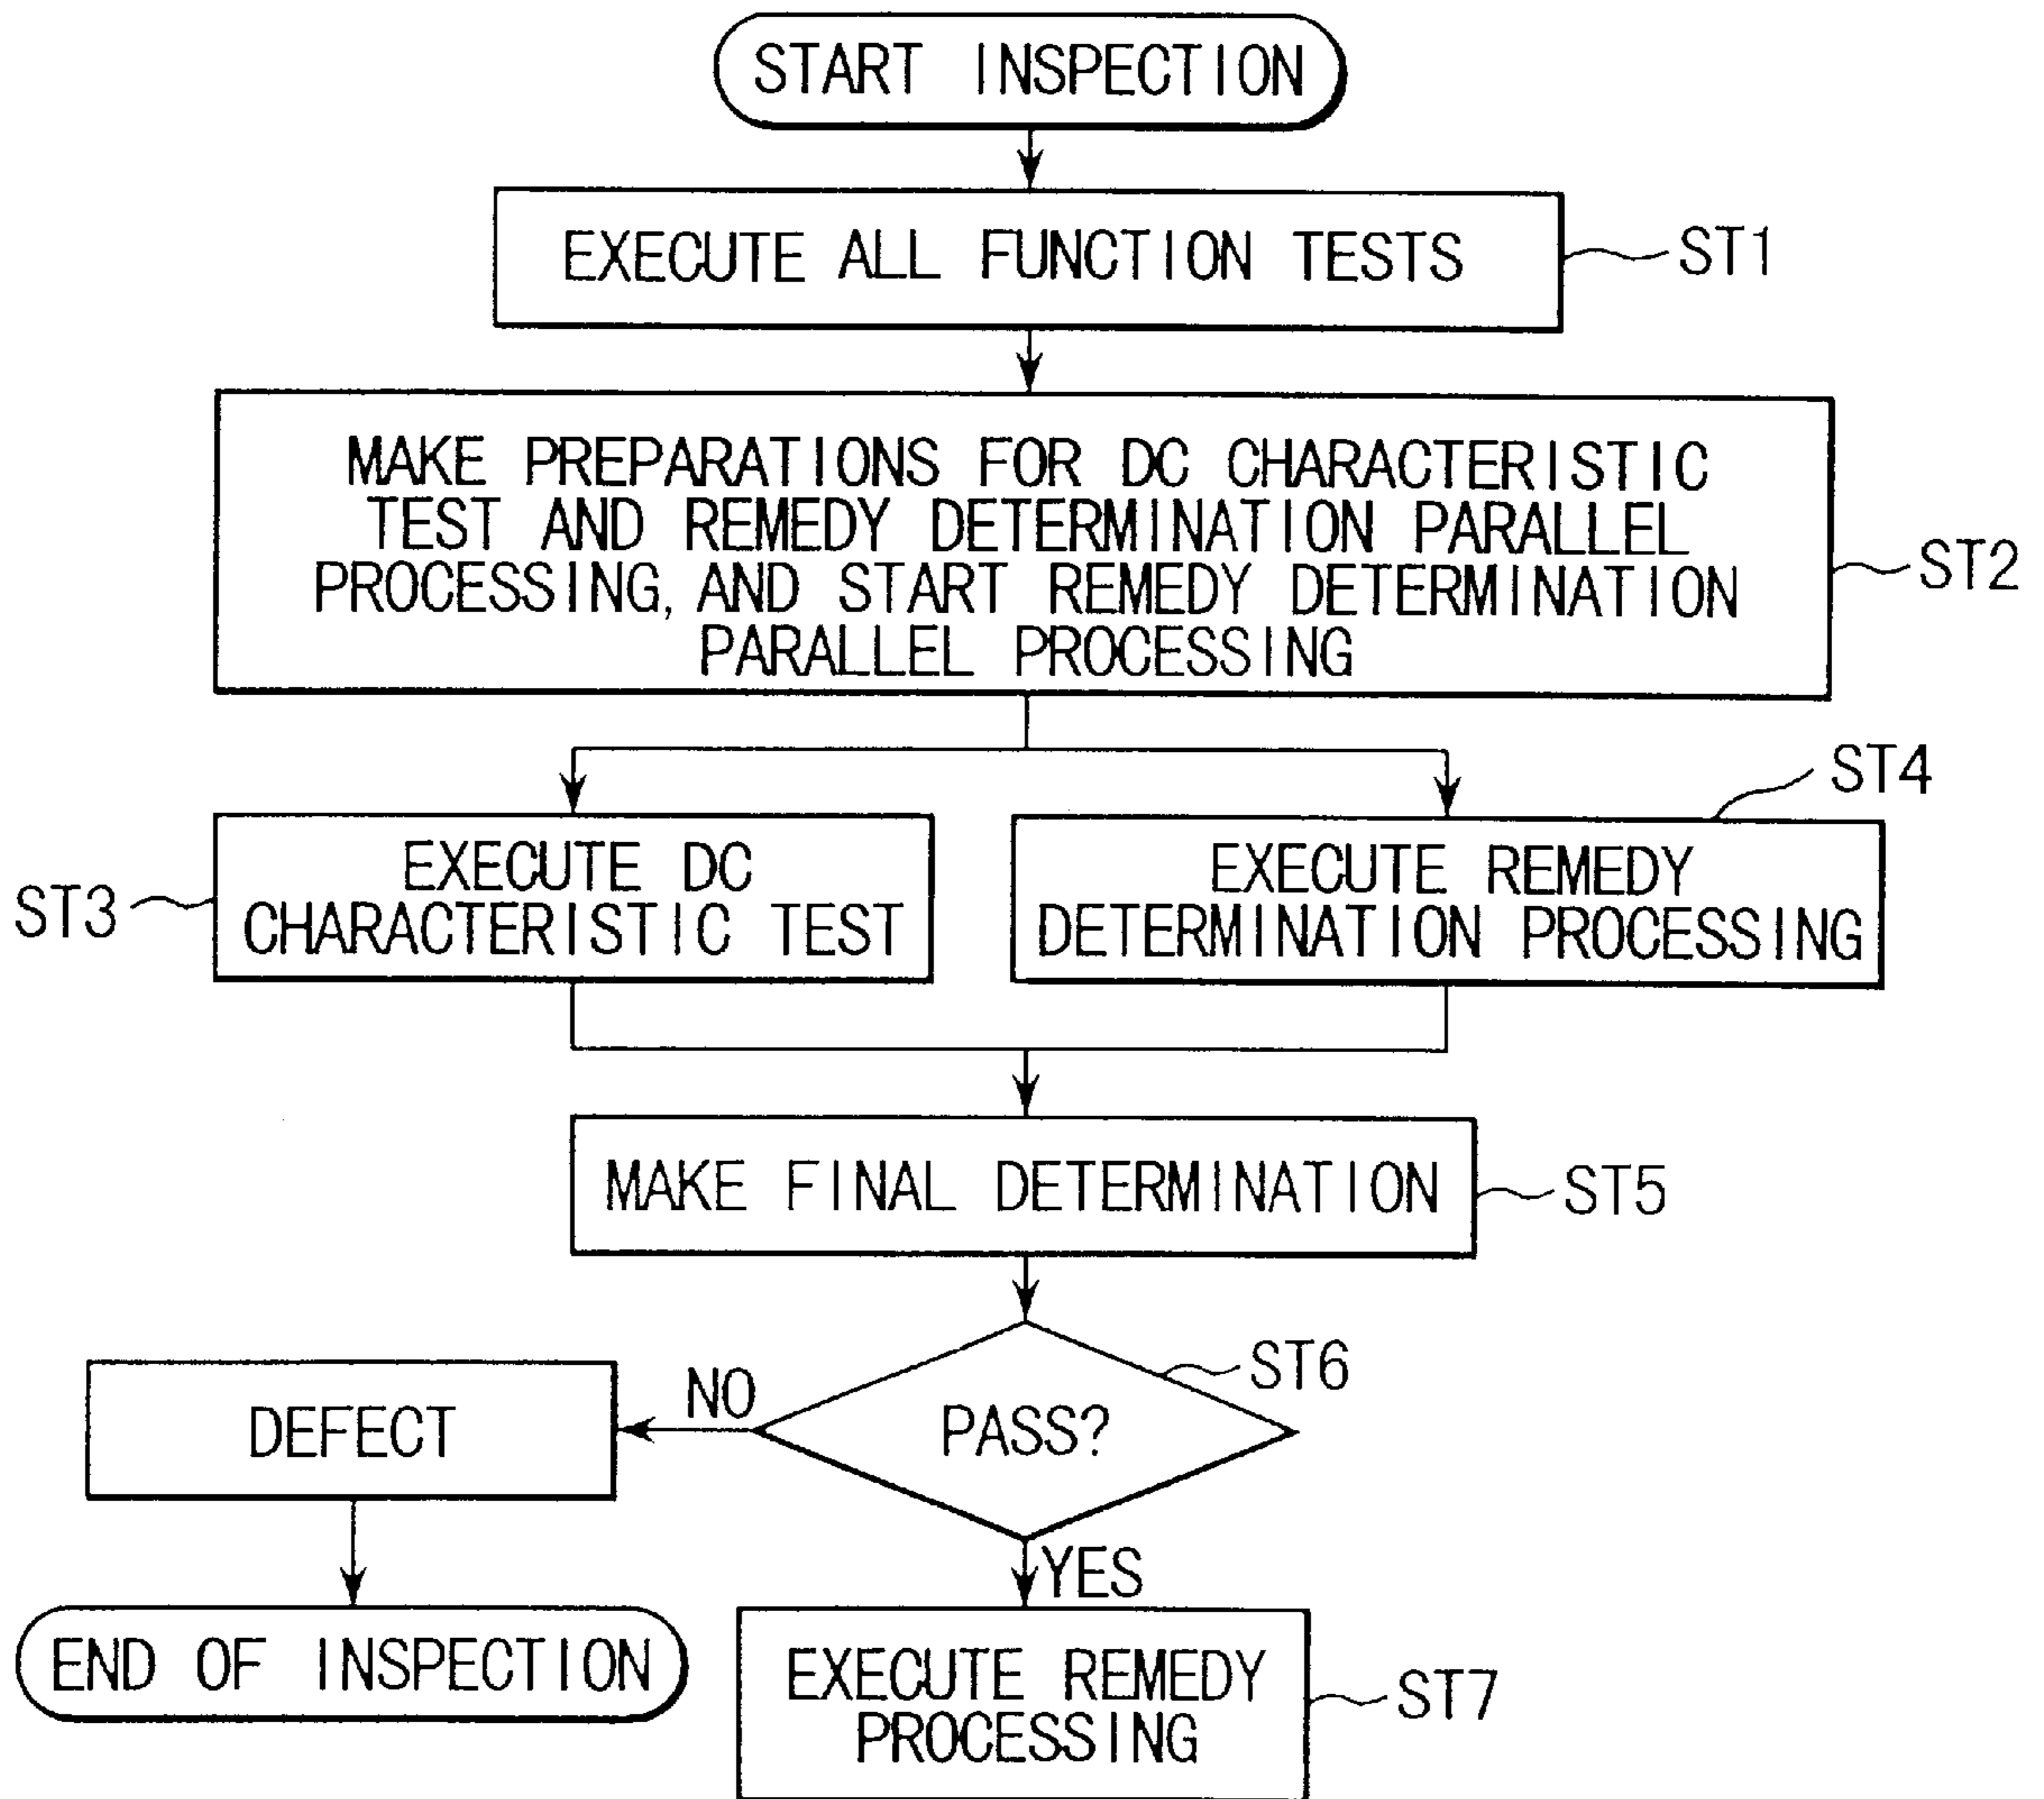 START INSPECTION
EXECUTE ALL FUNCTION TESTS
ST1
MAKE PREPARATIONS FOR DC CHARACTERISTIC
TEST AND REMEDY DETERMINATION PARALLEL
PROCESSING, AND START REMEDY DETERMINATION
PARALLEL PROCESSING
ST2
ST3
EXECUTE DC
CHARACTERISTIC TEST
ST4
EXECUTE REMEDY
DETERMINATION PROCESSING
MAKE FINAL DETERMINATION
ST5
ST6
PASS?
NO
DEFECT
YES
END OF INSPECTION
EXECUTE REMEDY
PROCESSING
ST7